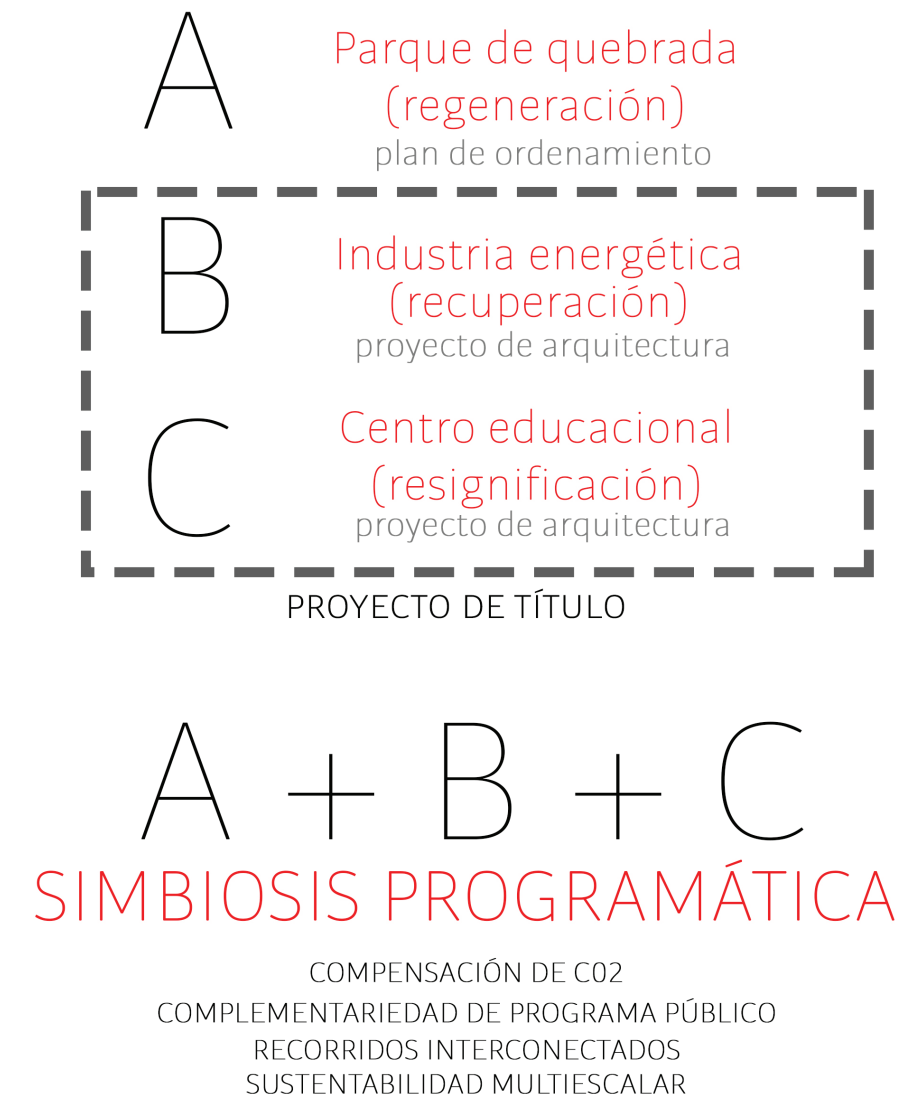 A
Parque de quebrada
(regeneración)
plan de ordenamiento
B
Industria energética
(recuperación)
proyecto de arquitectura
C
Centro educacional
(resignificación)
proyecto de arquitectura
PROYECTO DE TÍTULO
A + B + C
SIMBIOSIS PROGRAMÁTICA
COMPENSACIÓN DE C02
COMPLEMENTARIEDAD DE PROGRAMA PÚBLICO
RECORRIDOS INTERCONECTADOS
SUSTENTABILIDAD MULTIESCALAR